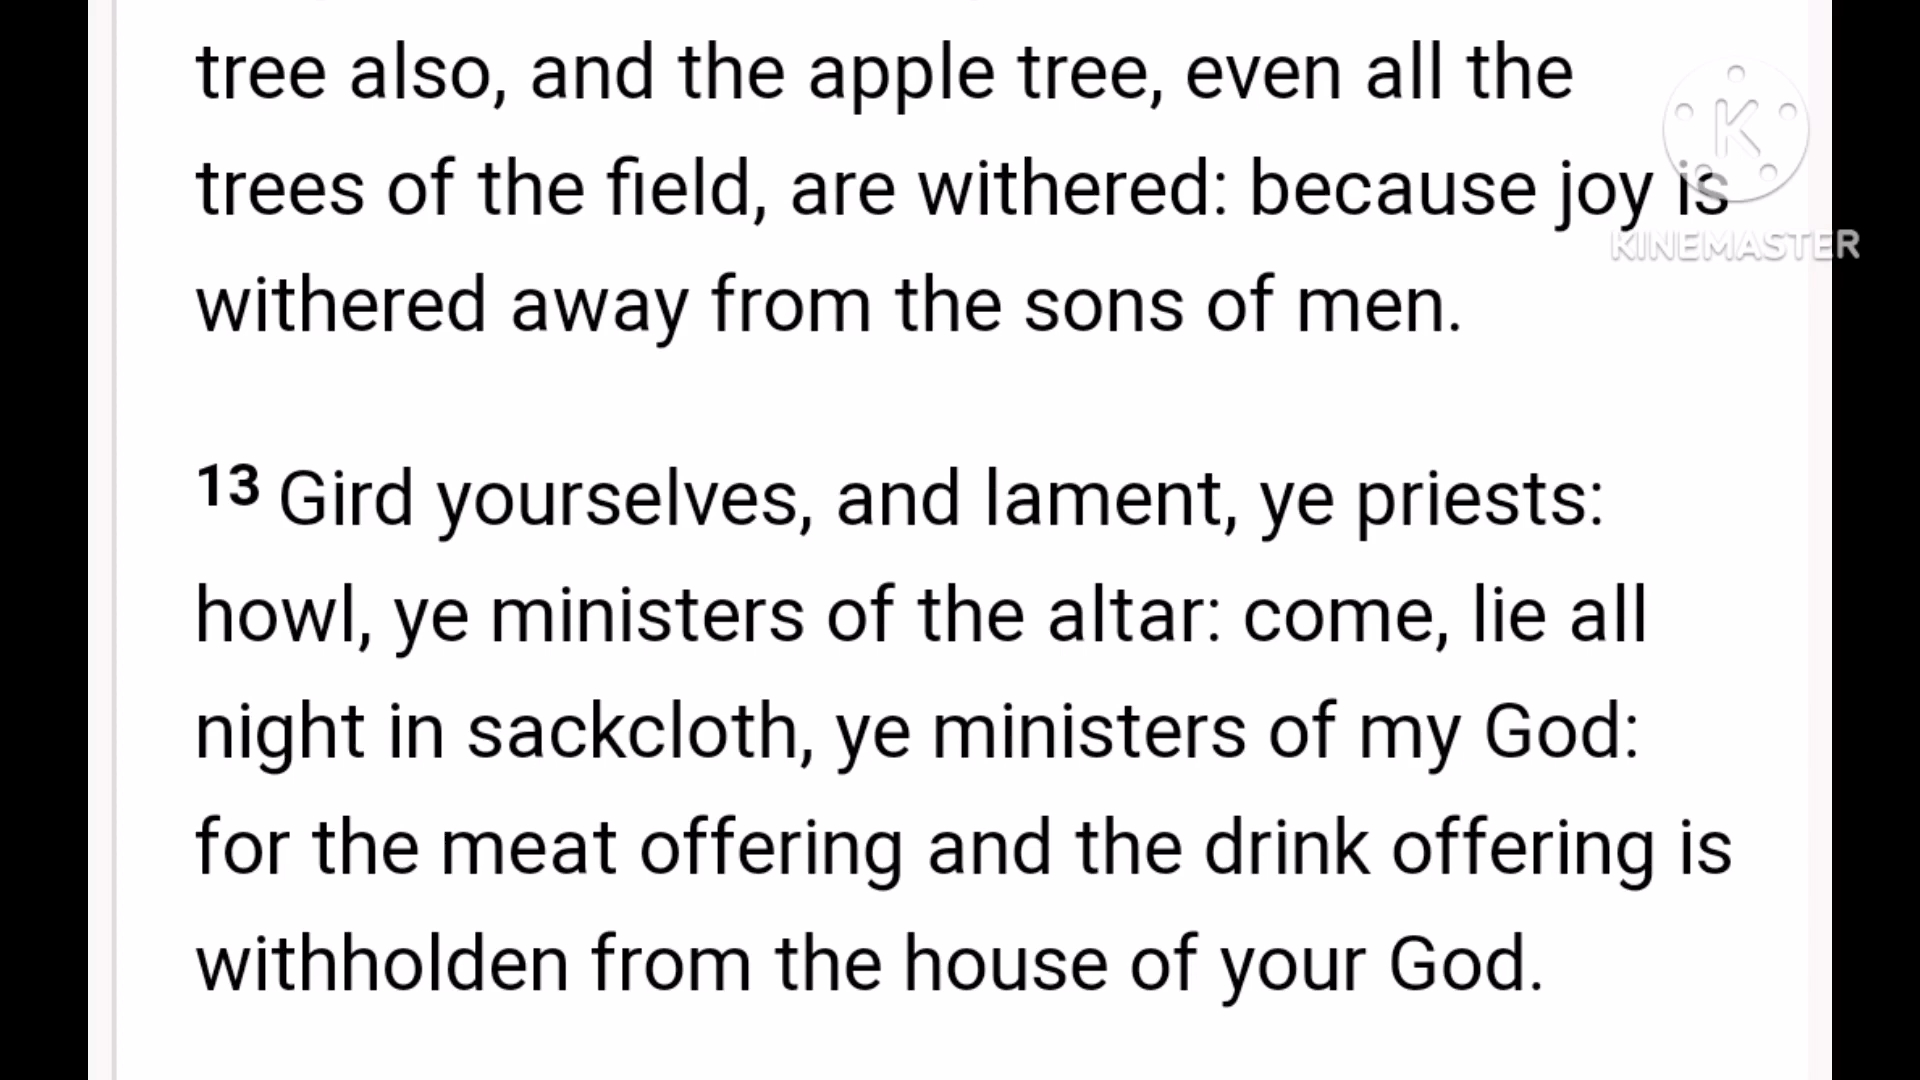 tree also, and the apple tree, even all the
trees of the field, are withered: because joy is
withered away from the sons of men.
13 Gird yourselves, and lament, ye priests:
howl, ye ministers of the altar: come, lie all
night in sackcloth, ye ministers of my God:
for the meat offering and the drink offering is
withholden from the house of your God.
K
KINEMASTER